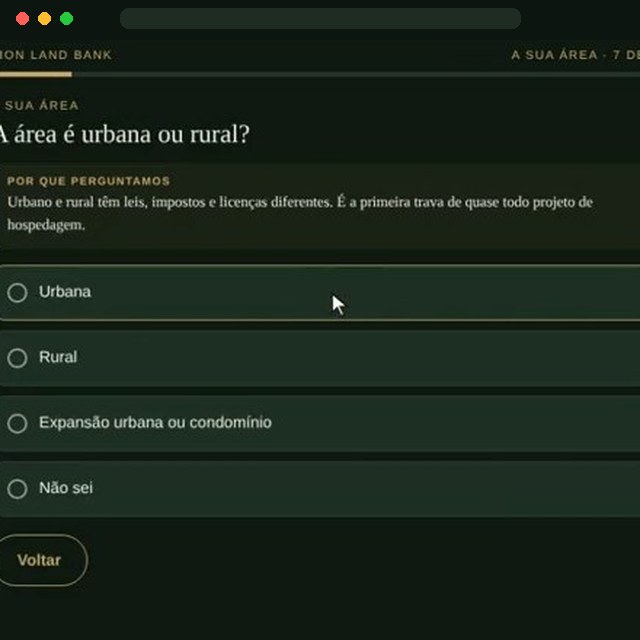 ION LAND BANK
A SUA ÁREA · 7 DE
SUA ÁREA
A área é urbana ou rural?
POR QUE PERGUNTAMOS
Urbano e rural têm leis, impostos e licenças diferentes. É a primeira trava de quase todo projeto de
hospedagem.
Urbana
Rural
Expansão urbana ou condomínio
Não sei
Voltar